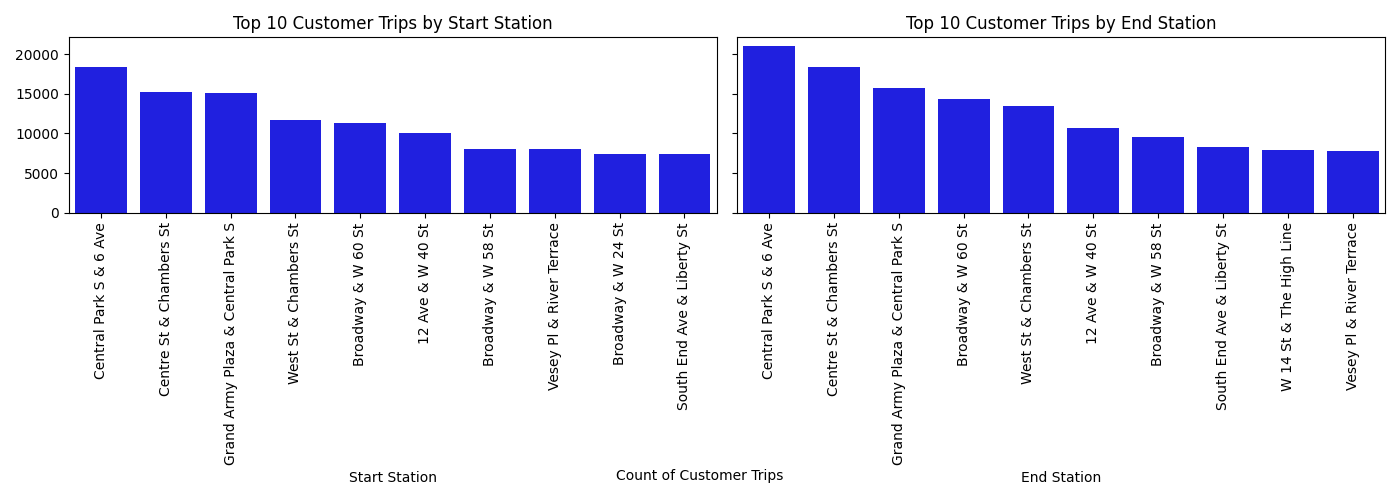 Top 10 Customer Trips by Start Station
20000
15000
10000
5000
0
Central Park S & 6 Ave
Centre St & Chambers St
Grand Army Plaza & Central Park S
West St & Chambers St
Broadway & W 60 St
12 Ave & W 40 St
Broadway & W 58 St
Vesey Pl & River Terrace
Broadway & W 24 St
South End Ave & Liberty St
Start Station
Top 10 Customer Trips by End Station
Central Park S & 6 Ave
Centre St & Chambers St
Grand Army Plaza & Central Park S
Broadway & W 60 St
West St & Chambers St
12 Ave & W 40 St
Broadway & W 58 St
South End Ave & Liberty St
W 14 St & The High Line
Vesey Pl & River Terrace
End Station
Count of Customer Trips